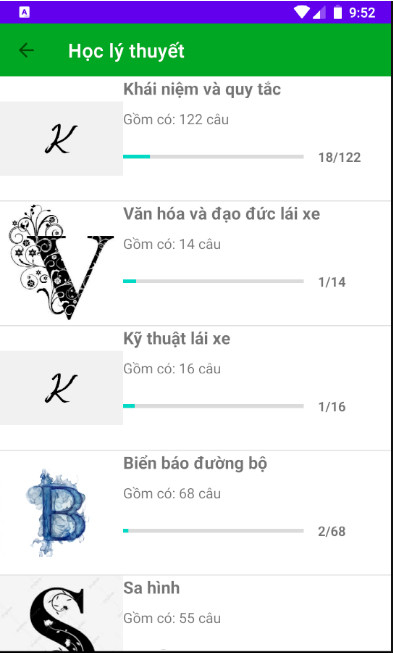 A 9:52
Học lý thuyết
Khái niệm và quy tắc
Gồm có: 122 câu
K
18/122
Văn hóa và đạo đức lái xe
Gồm có: 14 câu
V
1/14
Kỹ thuật lái xe
Gồm có: 16 câu
K
1/16
Biển báo đường bộ
Gồm có: 68 câu
B
2/68
Sa hình
Gồm có: 55 câu
S